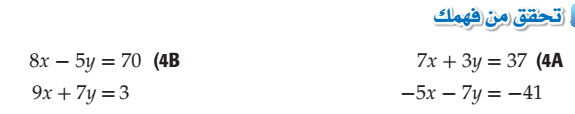 تحقق من فهمك
7x + 3y = 37 (4A
−5x − 7y = −41
8x − 5y = 70 (4B
9x + 7y = 3